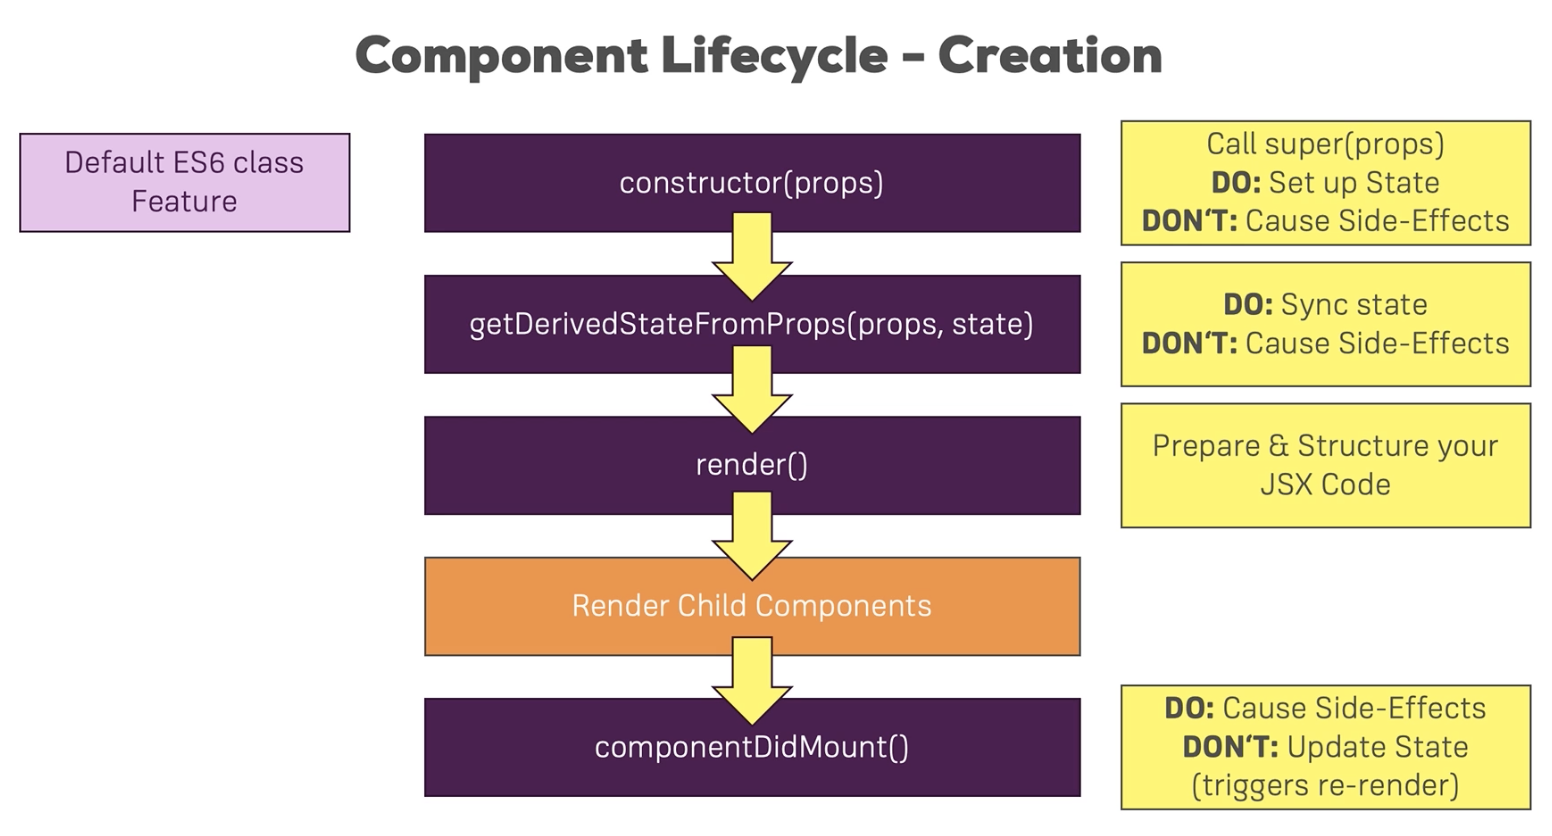 Component Lifecycle – Creation
Default ES6 class
Feature
constructor(props)
Call super(props)
DO: Set up State
DON‘T: Cause Side-Effects
getDerivedStateFromProps(props, state)
DO: Sync state
DON‘T: Cause Side-Effects
render()
Prepare & Structure your
JSX Code
Render Child Components
componentDidMount()
DO: Cause Side-Effects
DON‘T: Update State
(triggers re-render)